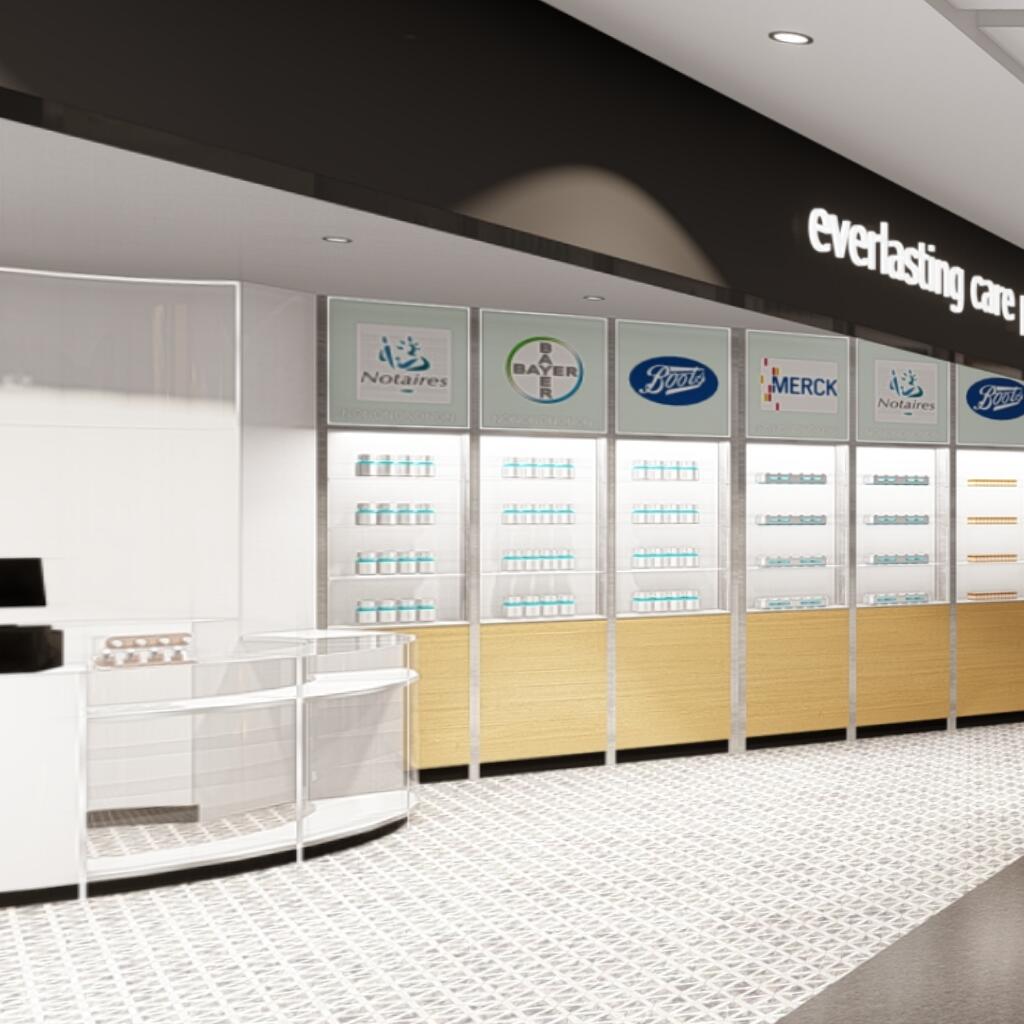 everlasting care
Notaires
BAYER
BAYER
Boots
MERCK
Notaires
Boots